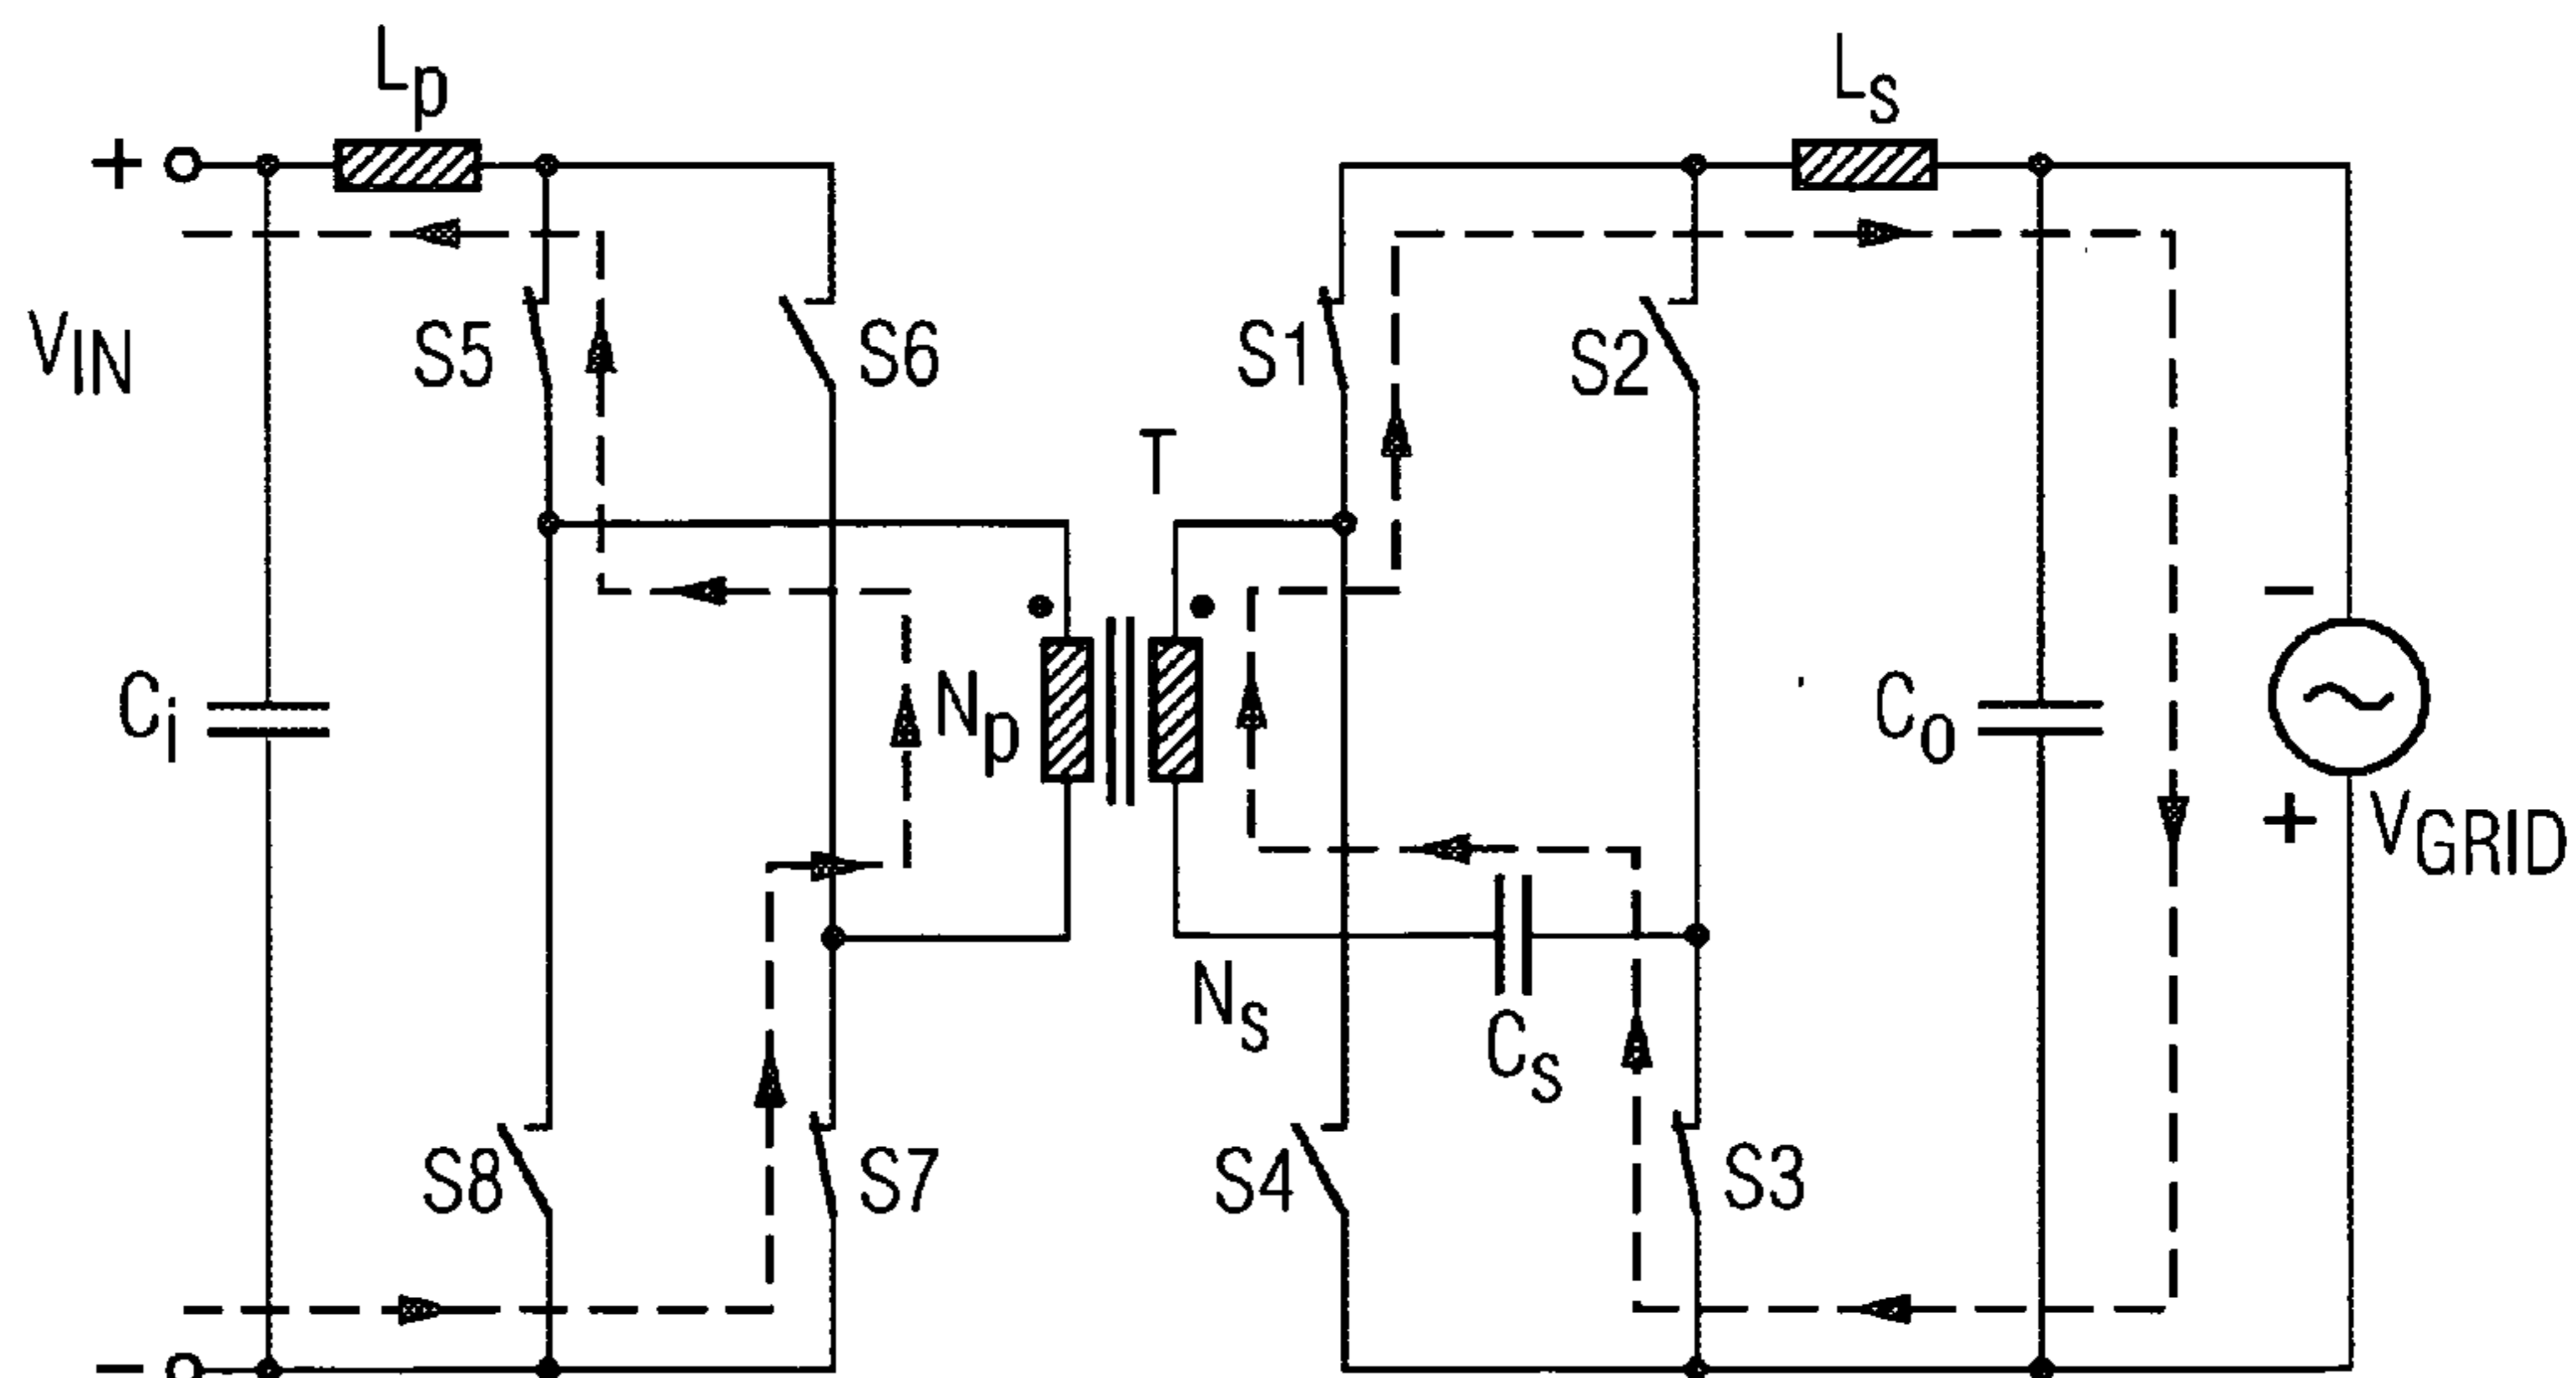 Lp
Ls
+
VIN
S5
S6
S1
S2
T
Ci
Np
Co
−
+
VGRID
Ns
Cs
S8
S7
S4
S3
−